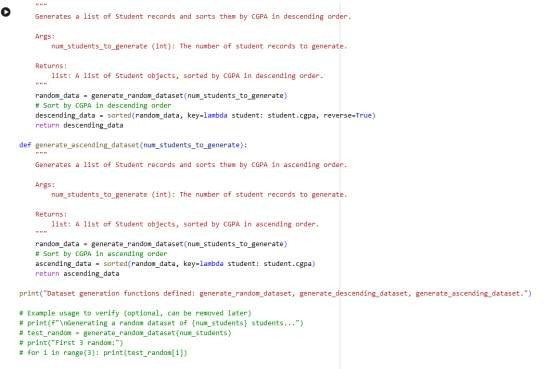 """
Generates a list of Student records and sorts them by CGPA in descending order.
Args:
num_students_to_generate (int): The number of student records to generate.
Returns:
list: A list of Student objects, sorted by CGPA in descending order.
"""
random_data = generate_random_dataset(num_students_to_generate)
# Sort by CGPA in descending order
descending_data = sorted(random_data, key=lambda student: student.cgpa, reverse=True)
return descending_data
def generate_ascending_dataset(num_students_to_generate):
"""
Generates a list of Student records and sorts them by CGPA in ascending order.
Args:
num_students_to_generate (int): The number of student records to generate.
Returns:
list: A list of Student objects, sorted by CGPA in ascending order.
"""
random_data = generate_random_dataset(num_students_to_generate)
# Sort by CGPA in ascending order
ascending_data = sorted(random_data, key=lambda student: student.cgpa)
return ascending_data
print("Dataset generation functions defined: generate_random_dataset, generate_descending_dataset, generate_ascending_dataset.")
# Example usage to verify (optional, can be removed later)
# print(f"\nGenerating a random dataset of {num_students} students...")
# test_random = generate_random_dataset(num_students)
# print("First 3 random:")
# for i in range(3): print(test_random[i])